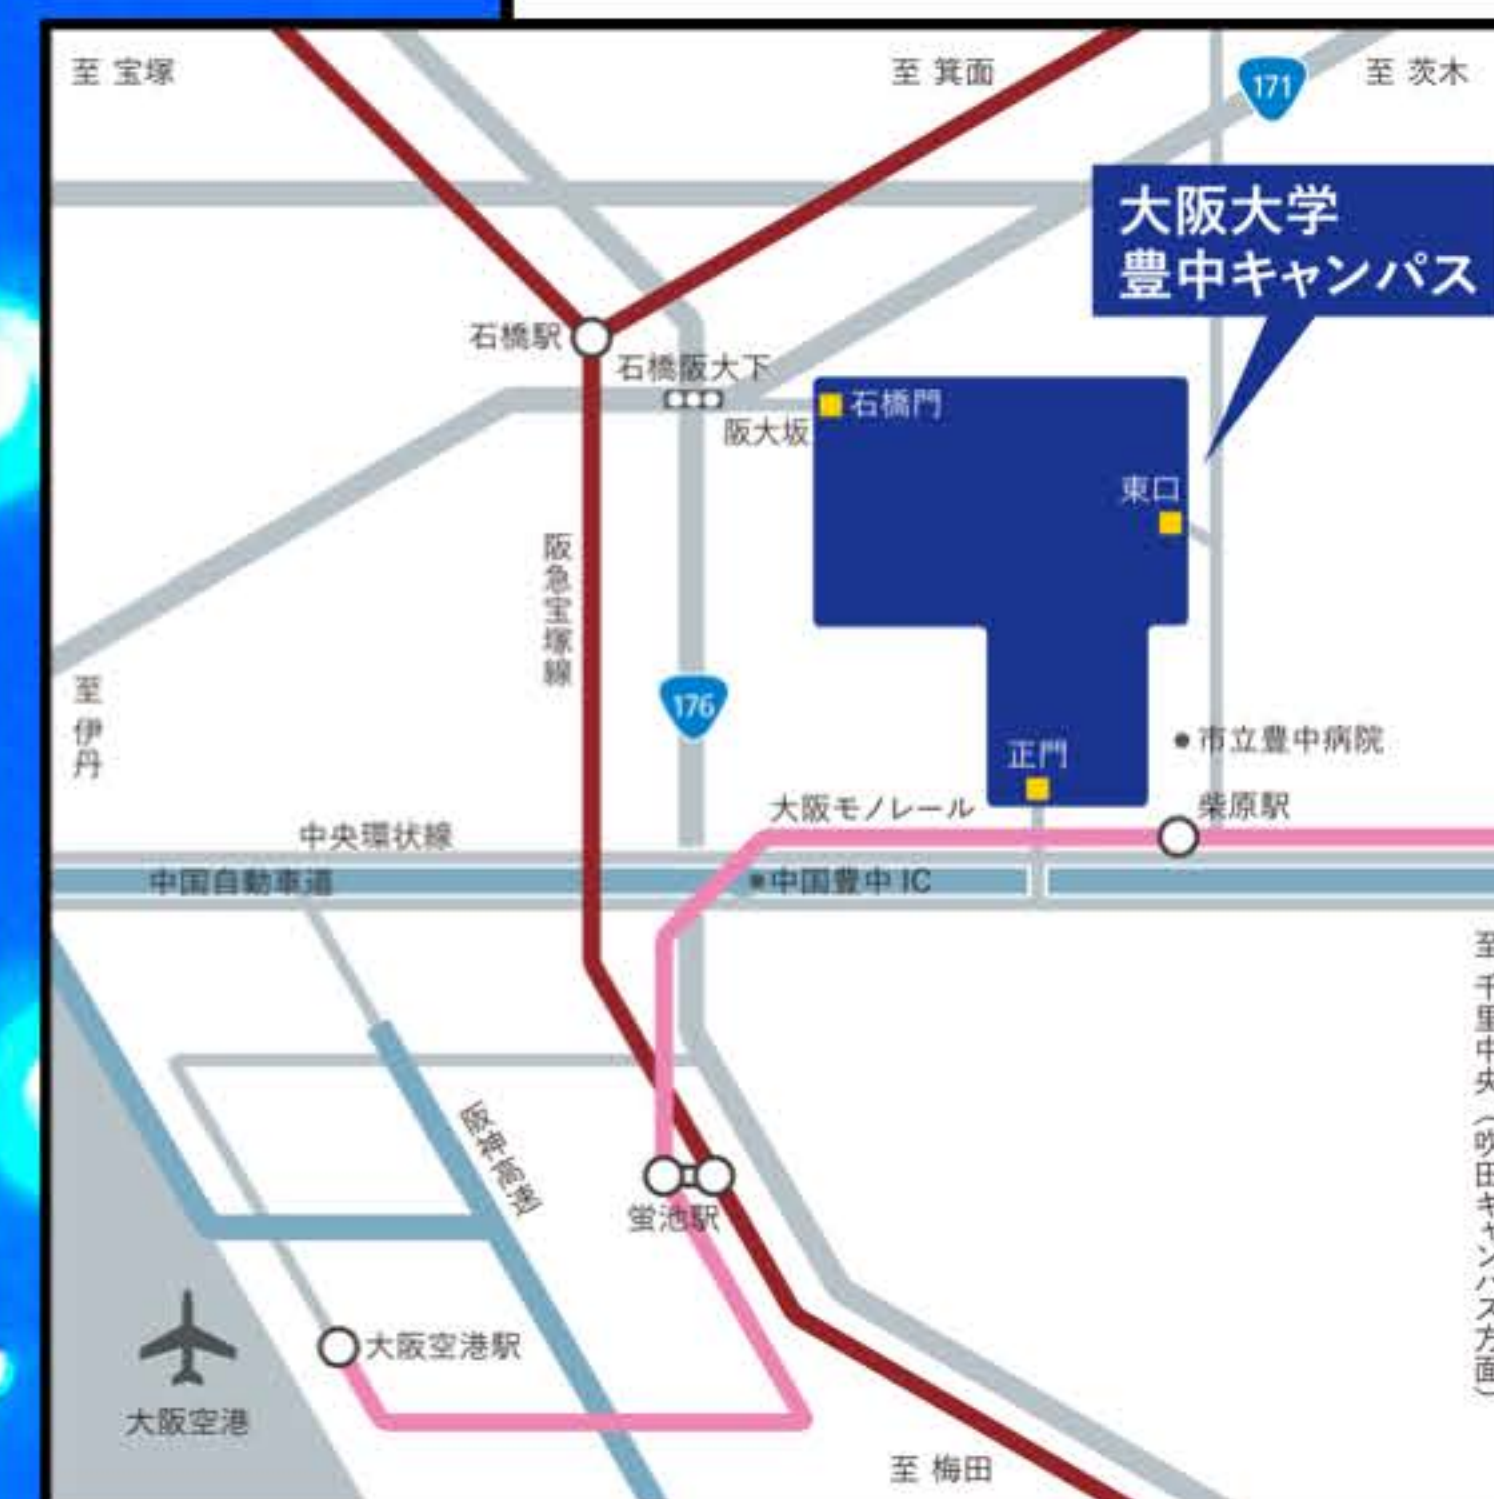 至 宝塚
至 箕面
171
至 茨木
大阪大学
豊中キャンパス
石橋駅
石橋阪大下
石橋門
阪大坂
東口
阪急宝塚線
176
至 伊丹
正門
市立豊中病院
大阪モノレール
柴原駅
中央環状線
中国自動車道
中国豊中 IC
至 千里中央(吹田キャンパス方面)
阪神高速
蛍池駅
大阪空港駅
大阪空港
至 梅田